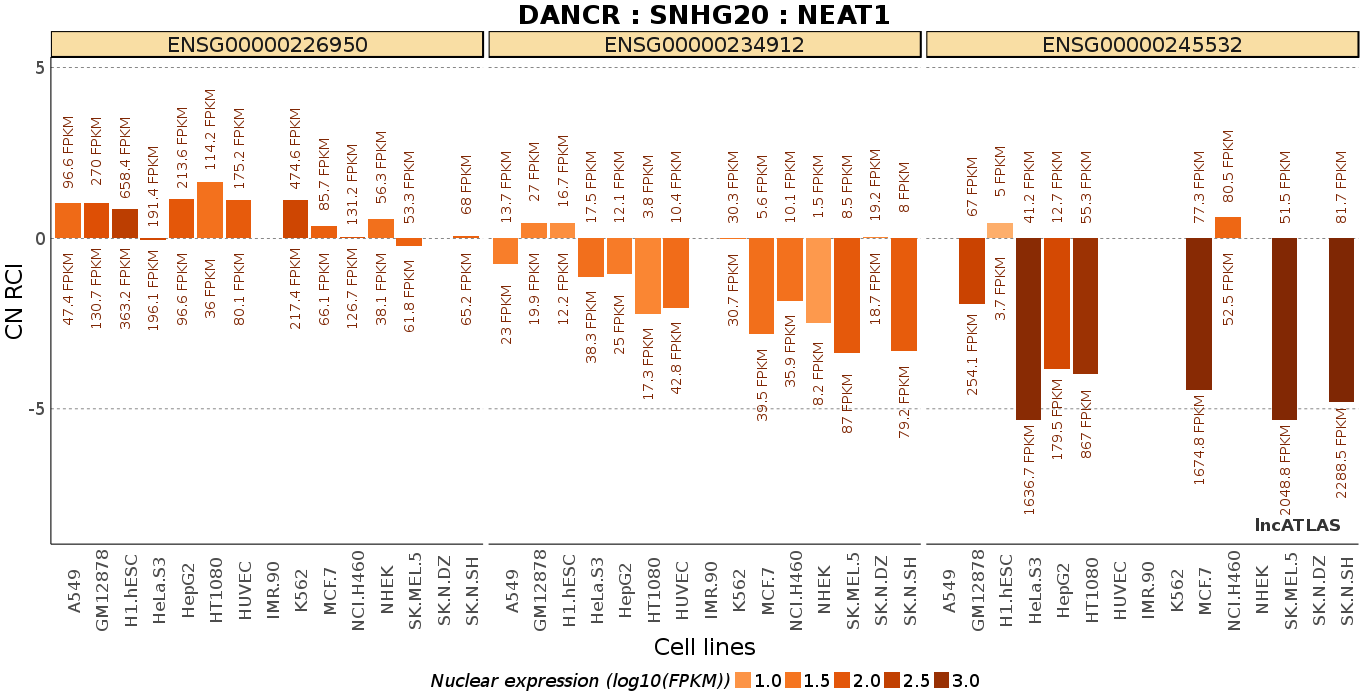 DANCR : SNHG20 : NEAT1
ENSG00000226950 ENSG00000234912 ENSG00000245532
CN RCI
5
0
-5
96.6 FPKM 270 FPKM 658.4 FPKM 191.4 FPKM 213.6 FPKM 114.2 FPKM 175.2 FPKM 474.6 FPKM 85.7 FPKM 131.2 FPKM 56.3 FPKM 53.3 FPKM 68 FPKM
47.4 FPKM 130.7 FPKM 363.2 FPKM 196.1 FPKM 96.6 FPKM 36 FPKM 80.1 FPKM 217.4 FPKM 66.1 FPKM 126.7 FPKM 38.1 FPKM 61.8 FPKM 65.2 FPKM
13.7 FPKM 27 FPKM 16.7 FPKM 17.5 FPKM 12.1 FPKM 3.8 FPKM 10.4 FPKM 30.3 FPKM 5.6 FPKM 10.1 FPKM 1.5 FPKM 8.5 FPKM 19.2 FPKM 8 FPKM
23 FPKM 19.9 FPKM 12.2 FPKM 38.3 FPKM 25 FPKM 17.3 FPKM 42.8 FPKM 30.7 FPKM 39.5 FPKM 35.9 FPKM 8.2 FPKM 87 FPKM 18.7 FPKM 79.2 FPKM
67 FPKM 5 FPKM 41.2 FPKM 12.7 FPKM 55.3 FPKM 77.3 FPKM 80.5 FPKM 51.5 FPKM 81.7 FPKM
254.1 FPKM 3.7 FPKM 1636.7 FPKM 179.5 FPKM 867 FPKM 1674.8 FPKM 52.5 FPKM 2048.8 FPKM 2288.5 FPKM
lncATLAS
A549 GM12878 H1.hESC HeLa.S3 HepG2 HT1080 HUVEC IMR.90 K562 MCF.7 NCI.H460 NHEK SK.MEL.5 SK.N.DZ SK.N.SH
A549 GM12878 H1.hESC HeLa.S3 HepG2 HT1080 HUVEC IMR.90 K562 MCF.7 NCI.H460 NHEK SK.MEL.5 SK.N.DZ SK.N.SH
A549 GM12878 H1.hESC HeLa.S3 HepG2 HT1080 HUVEC IMR.90 K562 MCF.7 NCI.H460 NHEK SK.MEL.5 SK.N.DZ SK.N.SH
Cell lines
Nuclear expression (log10(FPKM)) 1.0 1.5 2.0 2.5 3.0